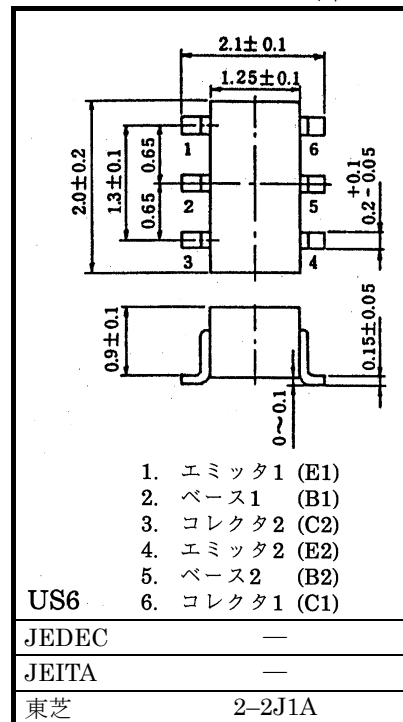 2.1±0.1
1.25±0.1
2.0±0.2
1.3±0.1
0.65
0.65
1
2
3
6
5
4
+0.1
0.2-0.05
0.9±0.1
0.15±0.05
0~0.1
1. エミッタ1 (E1)
2. ベース1 (B1)
3. コレクタ2 (C2)
4. エミッタ2 (E2)
5. ベース2 (B2)
US6 6. コレクタ1 (C1)
JEDEC —
JEITA —
東芝 2–2J1A